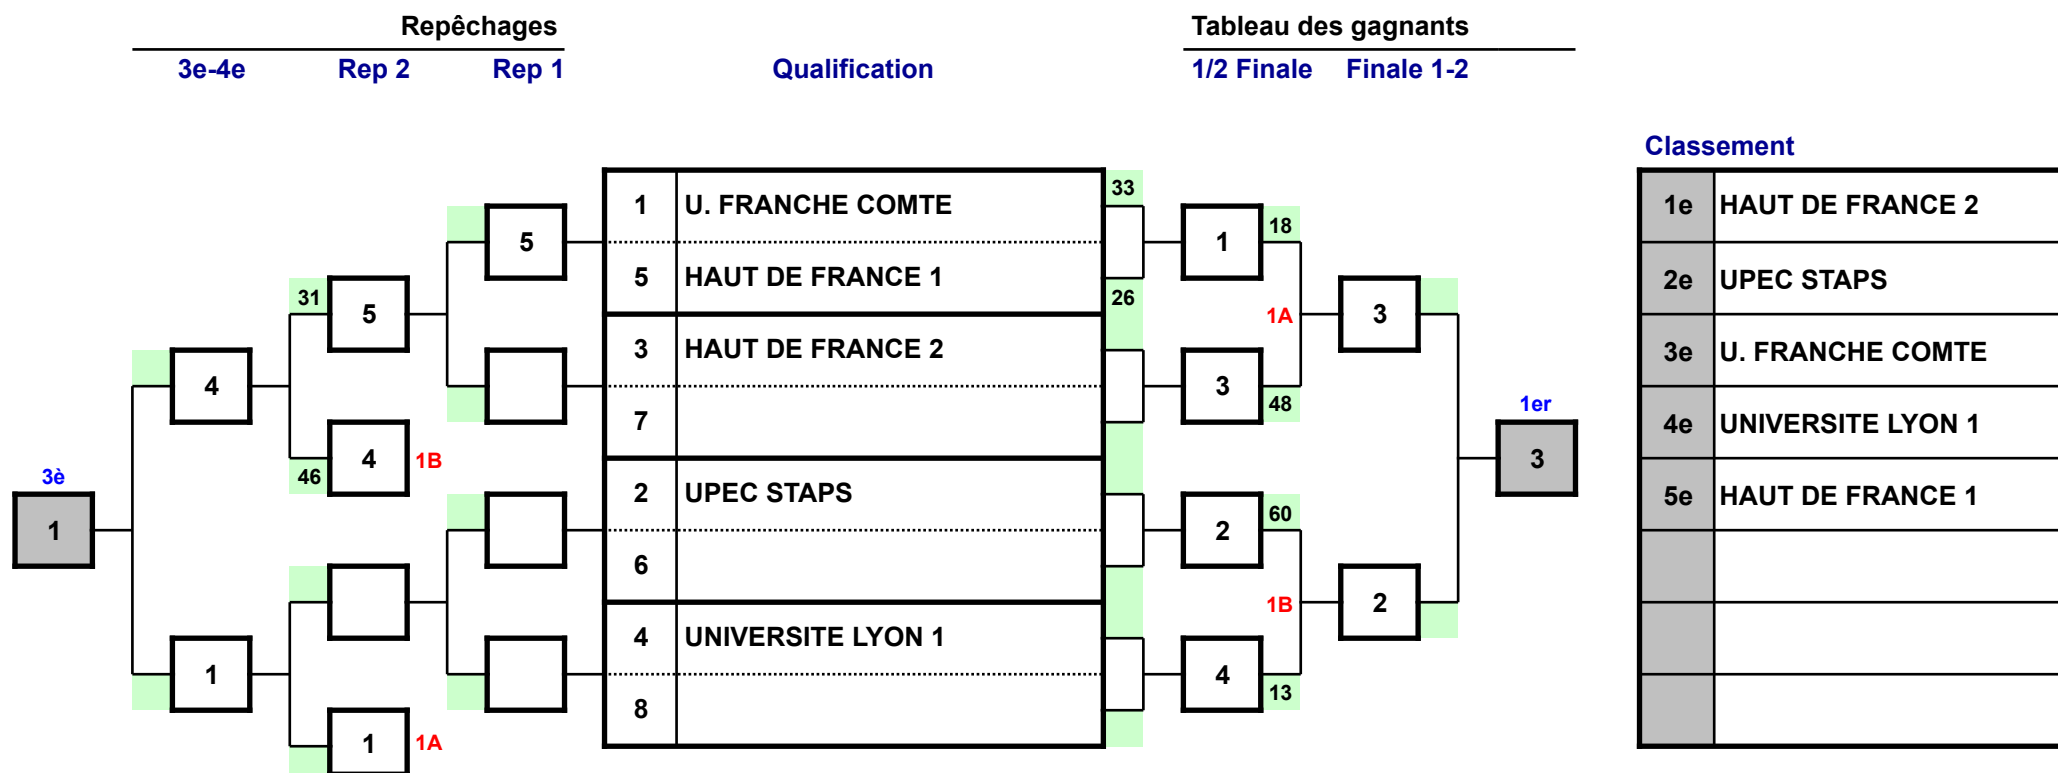 Repêchages Tableau des gagnants
3e-4e Rep 2 Rep 1 Qualification 1/2 Finale Finale 1-2
Classement
33
1 U. FRANCHE COMTE 1e HAUT DE FRANCE 2
5 1 18
5 HAUT DE FRANCE 1 2e UPEC STAPS
31 26
5 1A 3
3 HAUT DE FRANCE 2 3e U. FRANCHE COMTE
4 3
48 1er
7 4e UNIVERSITE LYON 1
4 1B 3
3è 46
2 UPEC STAPS 5e HAUT DE FRANCE 1
60
1 2
6
1B 2
4 UNIVERSITE LYON 1
1 4
13
8
1 1A